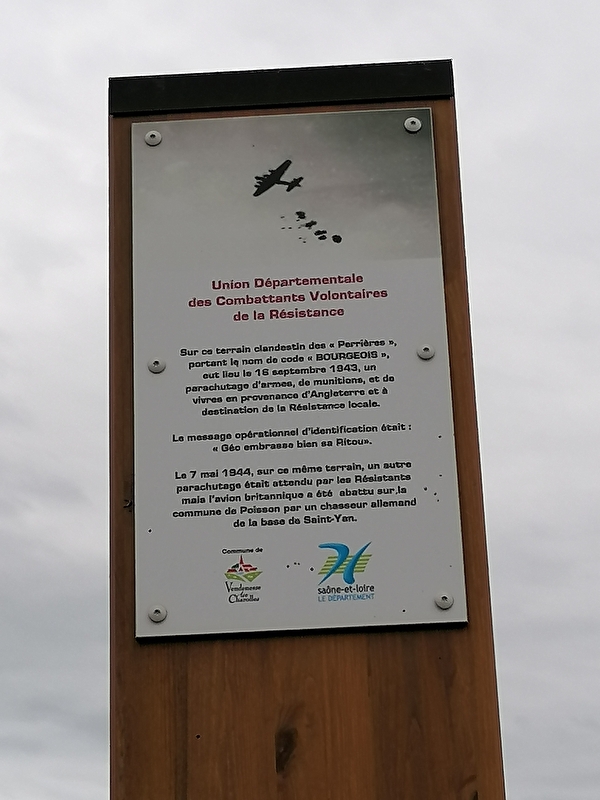 Union Départementale
des Combattants Volontaires
de la Résistance
Sur ce terrain clandestin des « Perrières »,
portant le nom de code « BOURGEOIS »,
eut lieu le 16 septembre 1943, un
parachutage d'armes, de munitions, et de
vivres en provenance d'Angleterre et à
destination de la Résistance locale.
Le message opérationnel d'identification était :
« Géo embrasse bien sa Ritou».
Le 7 mai 1944, sur ce même terrain, un autre
parachutage était attendu par les Résistants
mais l'avion britannique a été abattu sur la
commune de Poisson par un chasseur allemand
de la base de Saint-Yan.
Commune de
Vendenesse
lès
Charolles
saône-et-loire
LE DÉPARTEMENT